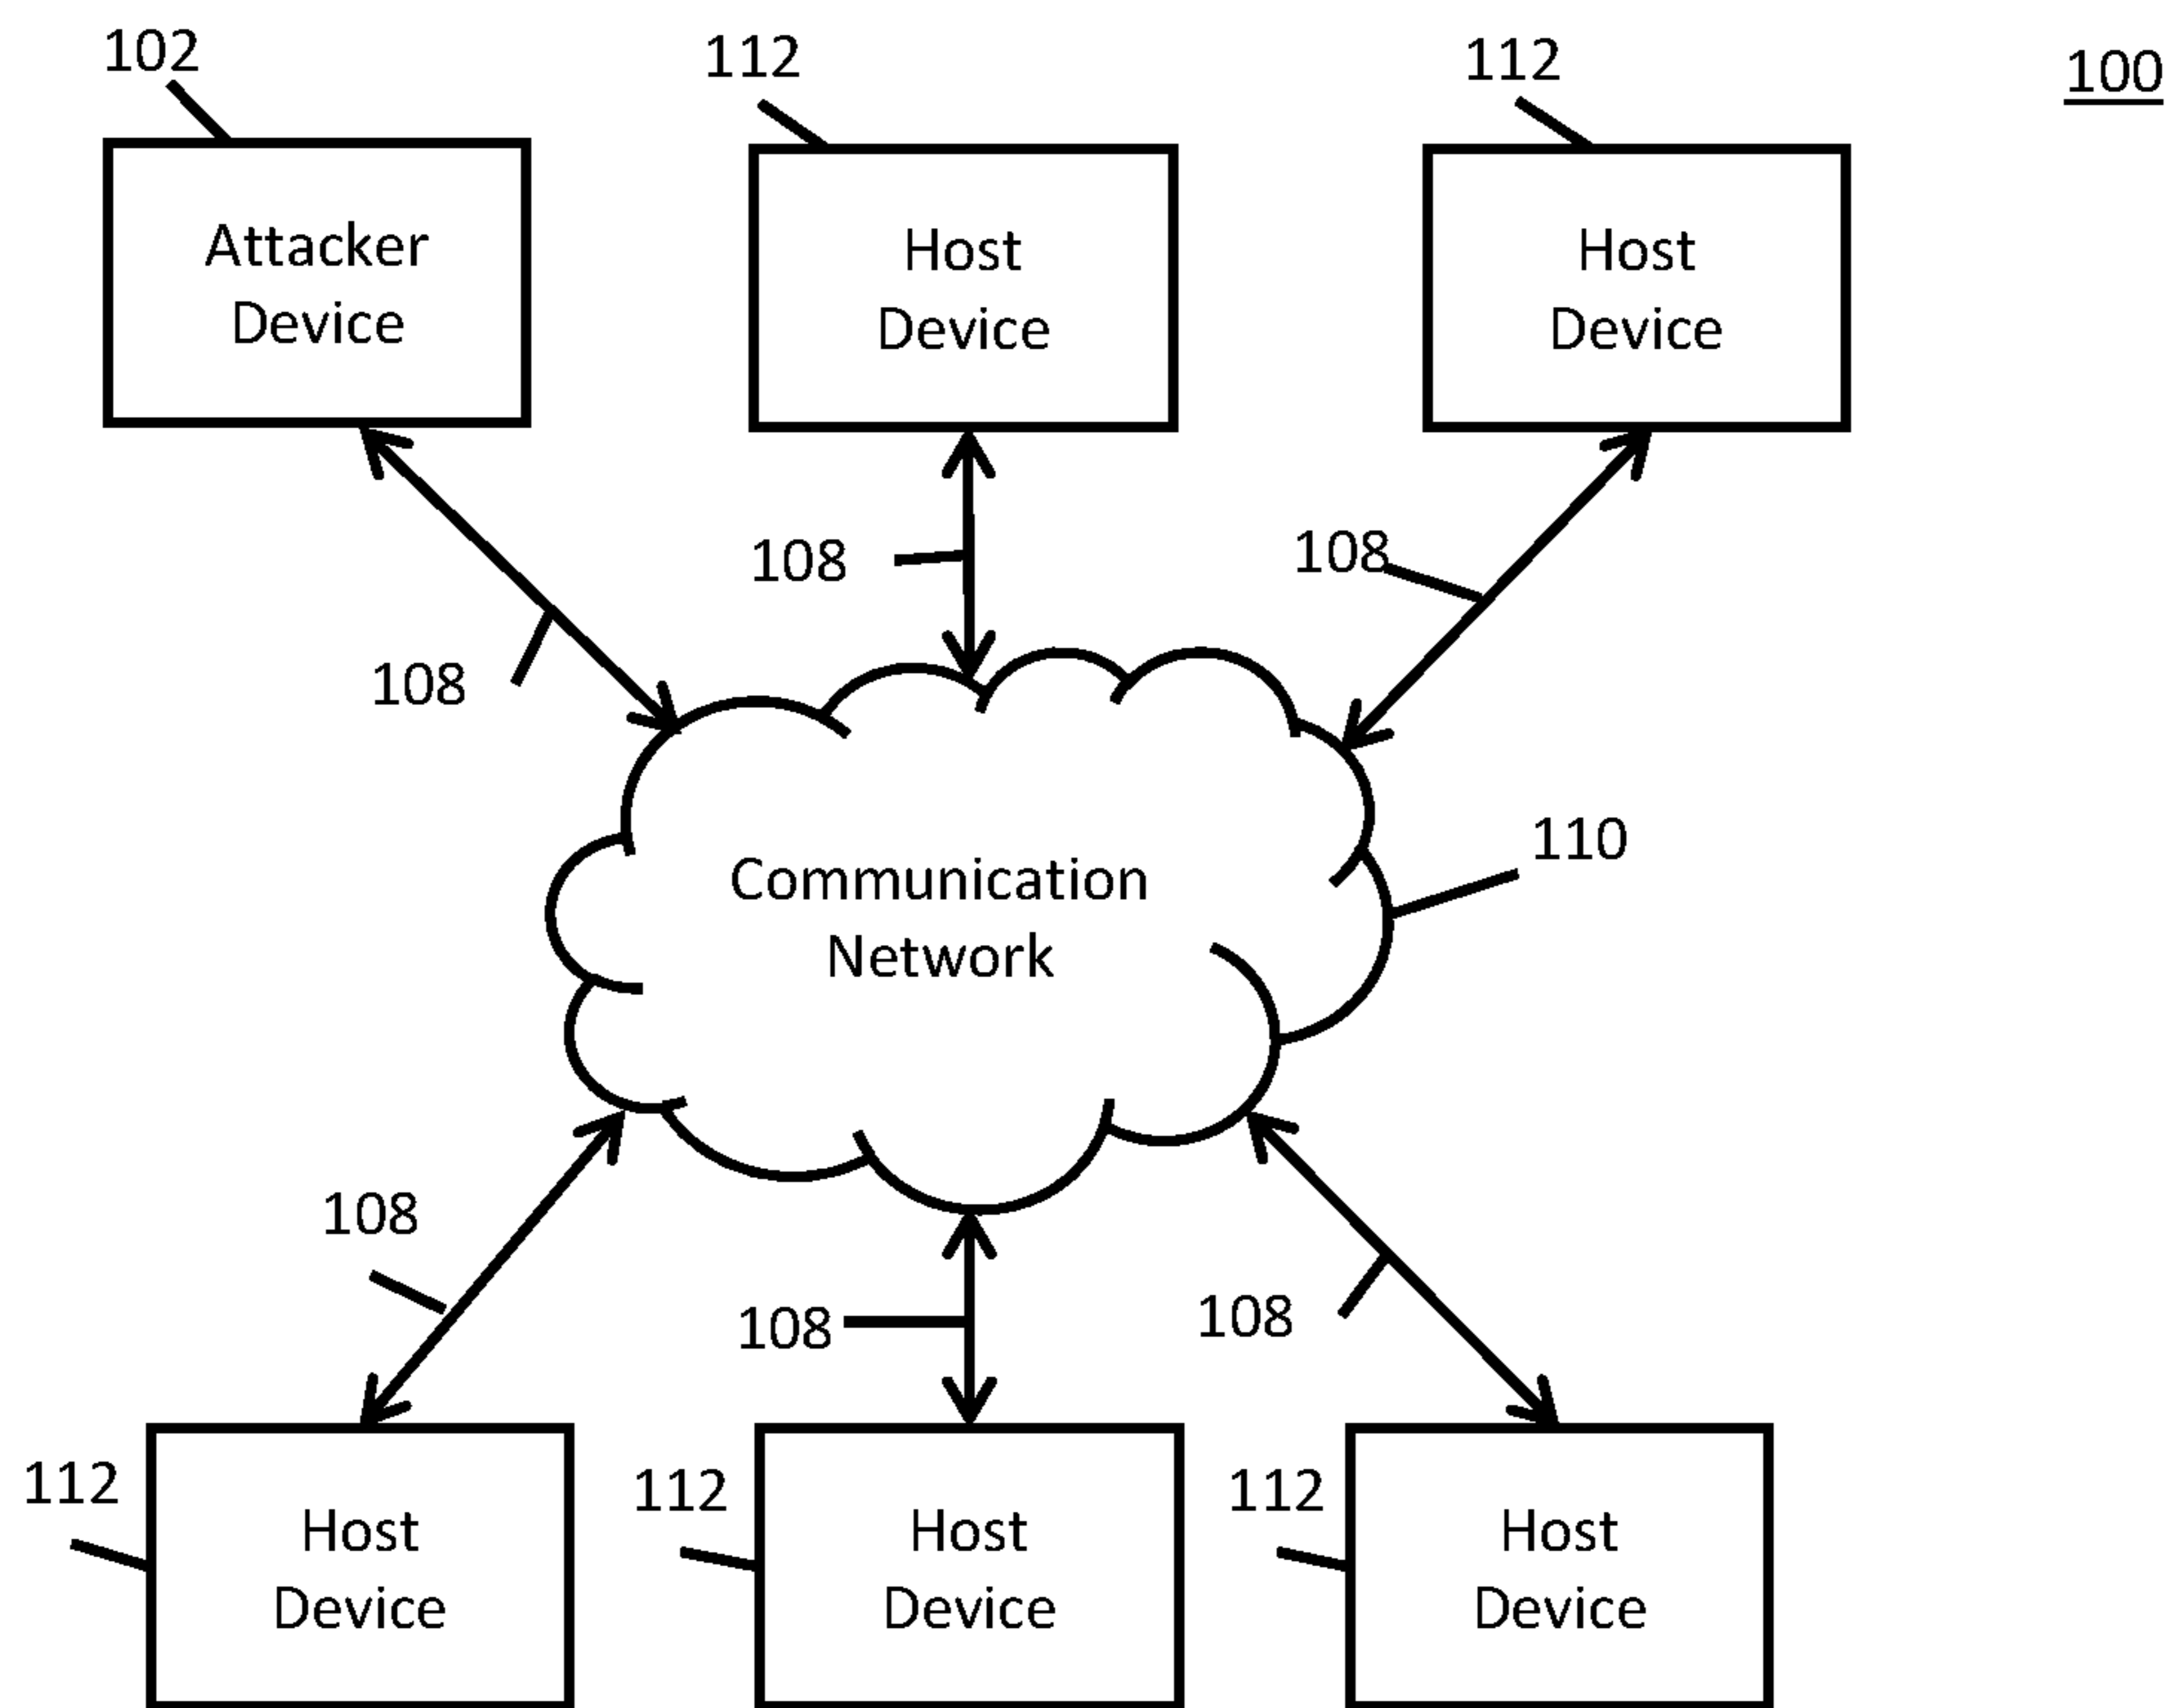 102
112
112
100
Attacker
Device
Host
Device
Host
Device
108
108
108
110
Communication
Network
108
108
108
112
112
112
Host
Device
Host
Device
Host
Device